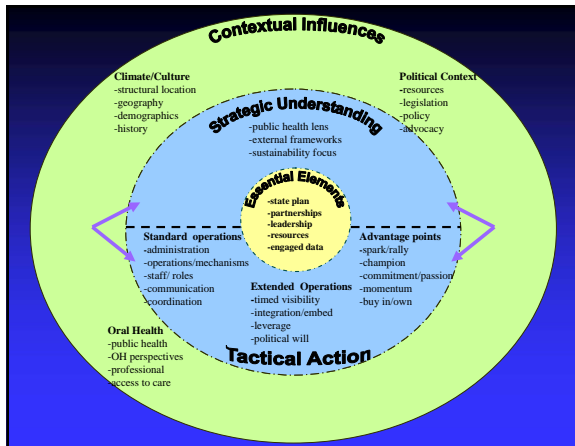 Contextual Influences
Climate/Culture
-structural location
-geography
-demographics
-history
Political Context
-resources
-legislation
-policy
-advocacy
Strategic Understanding
-public health lens
-external frameworks
-sustainability focus
Essential Elements
-state plan
-partnerships
-leadership
-resources
-engaged data
Standard operations
-administration
-operations/mechanisms
-staff/ roles
-communication
-coordination
Extended Operations
-timed visibility
-integration/embed
-leverage
-political will
Advantage points
-spark/rally
-champion
-commitment/passion
-momentum
-buy in/own
Oral Health
-public health
-OH perspectives
-professional
-access to care
Tactical Action